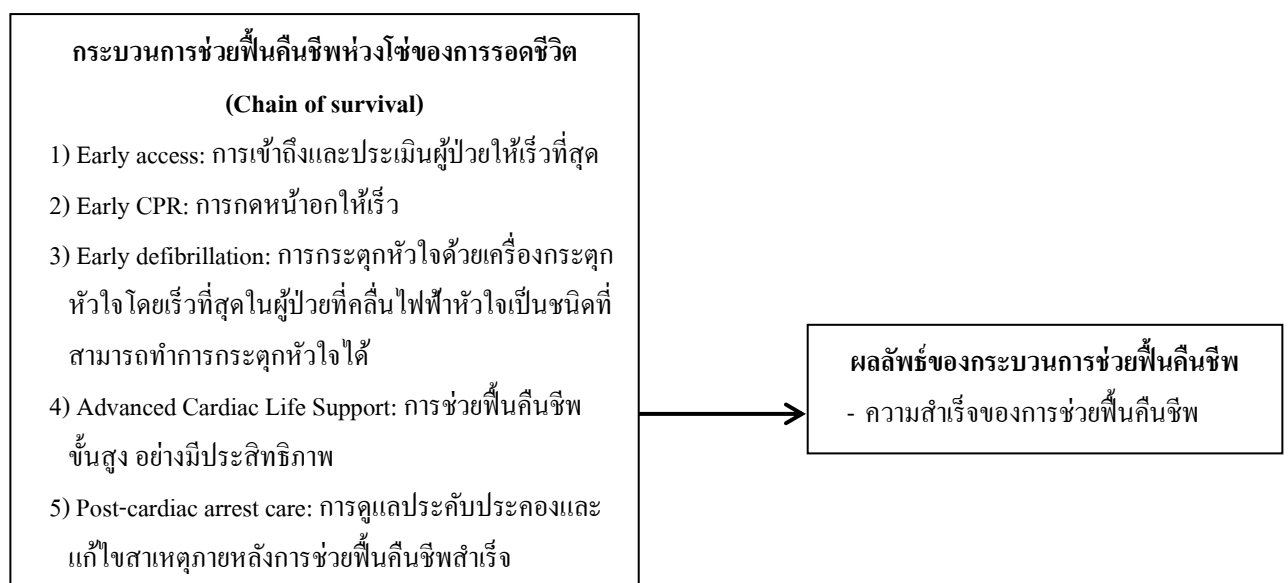 กระบวนการช่วยฟื้นคืนชีพห่วงโซ่ของการรอดชีวิต
(Chain of survival)
1) Early access: การเข้าถึงและประเมินผู้ป่วยให้เร็วที่สุด
2) Early CPR: การกดหน้าอกให้เร็ว
3) Early defibrillation: การกระตุกหัวใจด้วยเครื่องกระตุก
หัวใจโดยเร็วที่สุดในผู้ป่วยที่คลื่นไฟฟ้าหัวใจเป็นชนิดที่
สามารถทำการกระตุกหัวใจได้
4) Advanced Cardiac Life Support: การช่วยฟื้นคืนชีพ
ขั้นสูง อย่างมีประสิทธิภาพ
5) Post-cardiac arrest care: การดูแลประคับประคองและ
แก้ไขสาเหตุภายหลังการช่วยฟื้นคืนชีพสำเร็จ
ผลลัพธ์ของกระบวนการช่วยฟื้นคืนชีพ
- ความสำเร็จของการช่วยฟื้นคืนชีพ